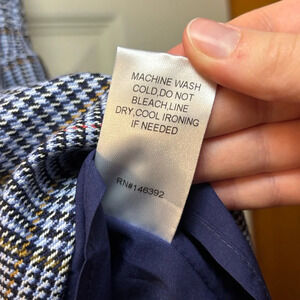 MACHINE WASH
COLD,DO NOT
BLEACH,LINE
DRY,COOL IRONING
IF NEEDED
RN#146392